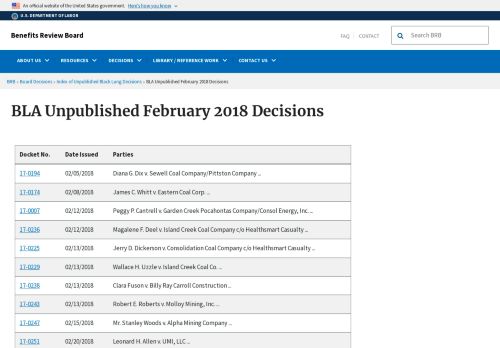 An official website of the United States government. Here's how you know
U.S. DEPARTMENT OF LABOR
Benefits Review Board
FAQ CONTACT
Search BRB
ABOUT US RESOURCES DECISIONS LIBRARY / REFERENCE WORK CONTACT US
BRB › Board Decisions › Index of Unpublished Black Lung Decisions › BLA Unpublished February 2018 Decisions
BLA Unpublished February 2018 Decisions
Docket No. Date Issued Parties
17-0194 02/05/2018 Diana G. Dix v. Sewell Coal Company/Pittston Company ...
17-0174 02/08/2018 James C. Whitt v. Eastern Coal Corp. ...
17-0007 02/12/2018 Peggy P. Cantrell v. Garden Creek Pocahontas Company/Consol Energy, Inc. ...
17-0236 02/12/2018 Magalene F. Deel v. Island Creek Coal Company c/o Healthsmart Casualty ...
17-0225 02/13/2018 Jerry D. Dickerson v. Consolidation Coal Company c/o Healthsmart Casualty ...
17-0229 02/13/2018 Wallace H. Uzzle v. Island Creek Coal Co. ...
17-0238 02/13/2018 Clara Fuson v. Billy Ray Carroll Construction ...
17-0243 02/13/2018 Robert E. Roberts v. Molloy Mining, Inc. ...
17-0247 02/15/2018 Mr. Stanley Woods v. Alpha Mining Company ...
17-0251 02/20/2018 Leonard H. Allen v. UMI, LLC ...